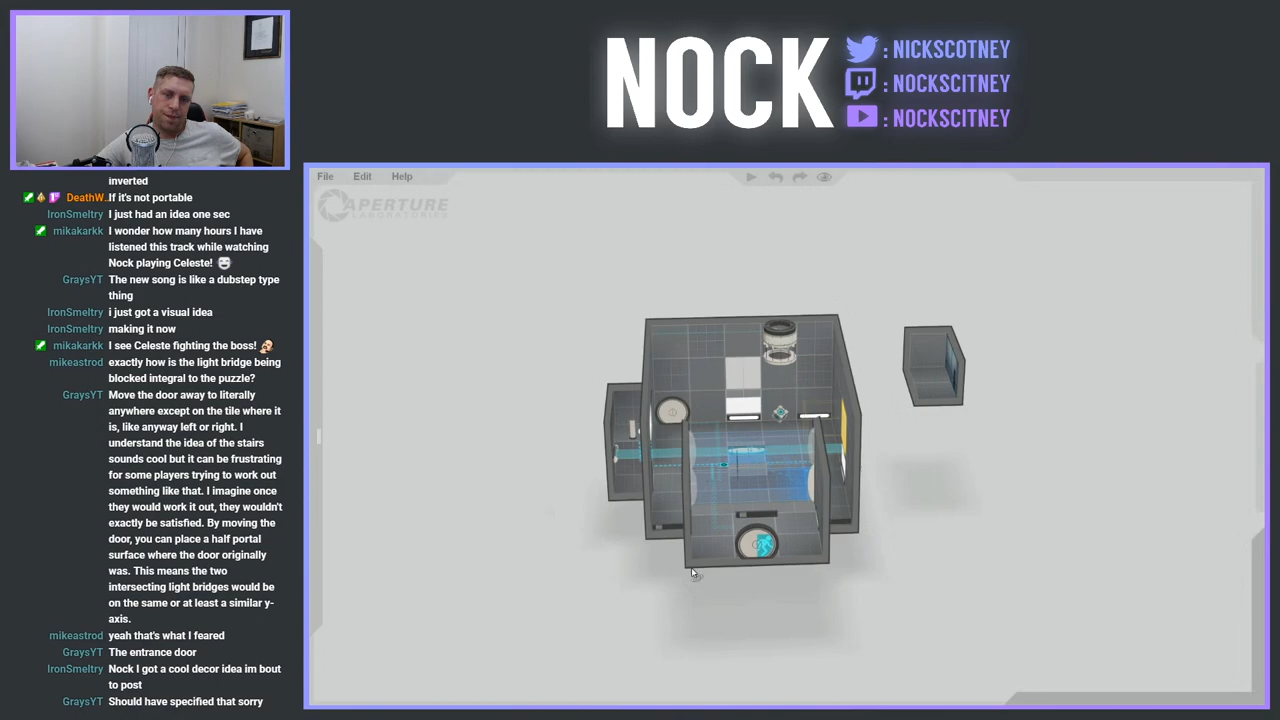 NOCK
: NICKSCOTNEY
: NOCKSCITNEY
: NOCKSCITNEY
File Edit Help
APERTURE
LABORATORIES
inverted
DeathW.. If it's not portable
IronSmeltry I just had an idea one sec
mikakarkk I wonder how many hours I have
listened this track while watching
Nock playing Celeste!
GraysYT The new song is like a dubstep type
thing
IronSmeltry i just got a visual idea
IronSmeltry making it now
mikakarkk I see Celeste fighting the boss!
mikeastrod exactly how is the light bridge being
blocked integral to the puzzle?
GraysYT Move the door away to literally
anywhere except on the tile where it
is, like anyway left or right. I
understand the idea of the stairs
sounds cool but it can be frustrating
for some players trying to work out
something like that. I imagine once
they would work it out, they wouldn't
exactly be satisfied. By moving the
door, you can place a half portal
surface where the door originally
was. This means the two
intersecting light bridges would be
on the same or at least a similar y-
axis.
mikeastrod yeah that's what I feared
GraysYT The entrance door
IronSmeltry Nock I got a cool decor idea im bout
to post
GraysYT Should have specified that sorry